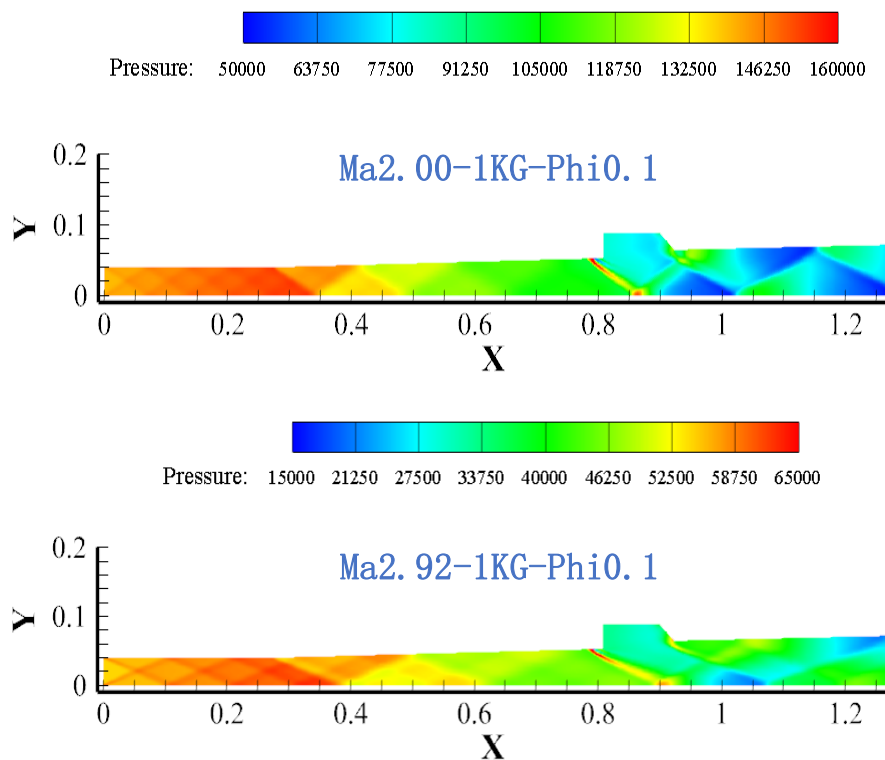 Pressure: 50000 63750 77500 91250 105000 118750 132500 146250 160000
Ma2.00-1KG-Phi0.1
0.2
0.1
0
Y
0 0.2 0.4 0.6 0.8 1 1.2
X
Pressure: 15000 21250 27500 33750 40000 46250 52500 58750 65000
Ma2.92-1KG-Phi0.1
0.2
0.1
0
Y
0 0.2 0.4 0.6 0.8 1 1.2
X